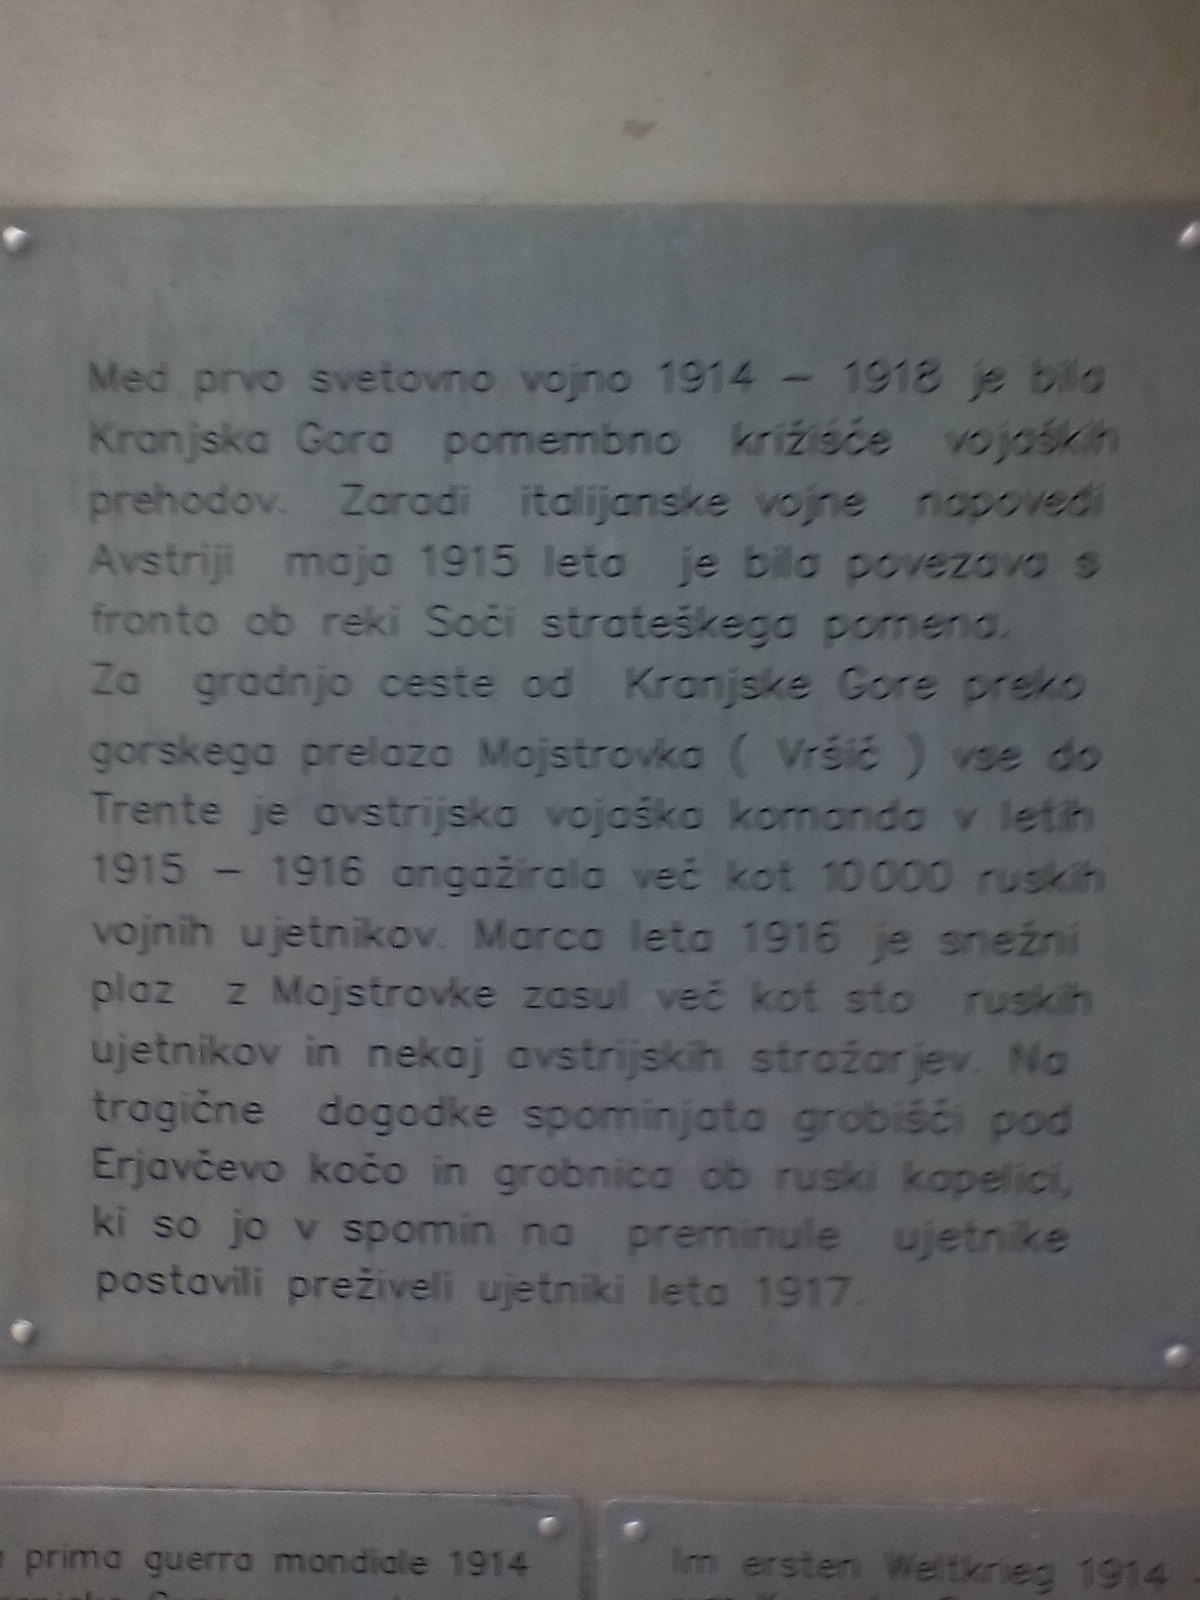 Med prvo svetovno vojno 1914 – 1918 je bila
Kranjska Gora pomembno križišče vojaških
prehodov. Zaradi italijanske vojne napovedi
Avstriji maja 1915 leta je bila povezava s
fronto ob reki Soči strateškega pomena.
Za gradnjo ceste od Kranjske Gore preko
gorskega prelaza Mojstrovka ( Vršič ) vse do
Trente je avstrijska vojaška komanda v letih
1915 – 1916 angažirala več kot 10000 ruskih
vojnih ujetnikov. Marca leta 1916 je snežni
plaz z Mojstrovke zasul več kot sto ruskih
ujetnikov in nekaj avstrijskih stražarjev. Na
tragične dogodke spominjata grobišči pod
Erjavčevo kočo in grobnica ob ruski kapelici,
ki so jo v spomin na preminule ujetnike
postavili preživeli ujetniki leta 1917.
prima guerra mondiale 1914
Im ersten Weltkrieg 1914